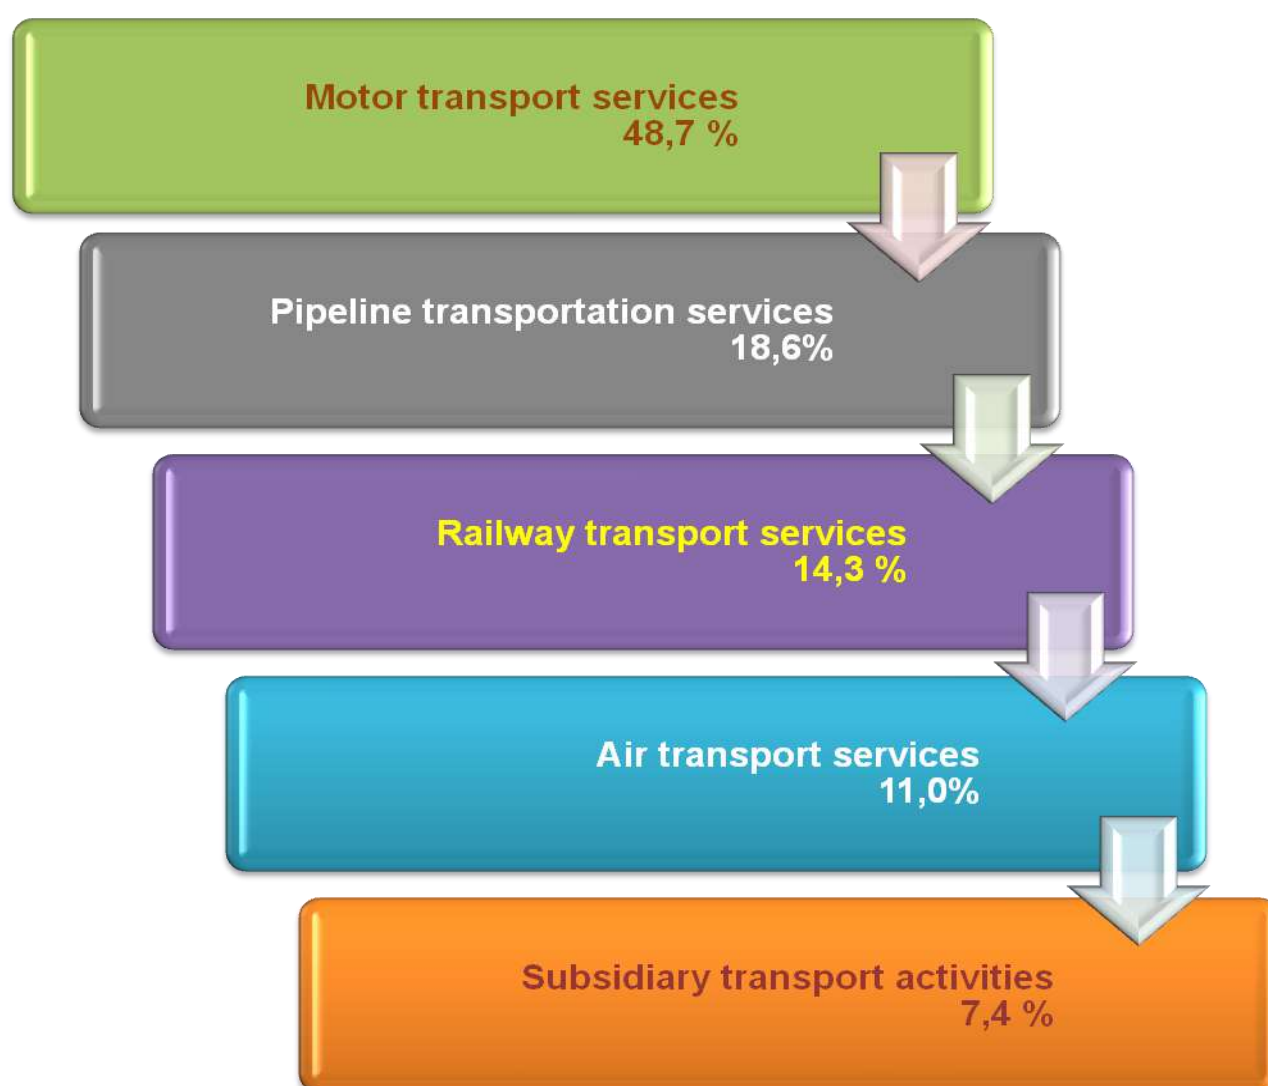 Motor transport services
48,7 %
Pipeline transportation services
18,6%
Railway transport services
14,3 %
Air transport services
11,0%
Subsidiary transport activities
7,4 %